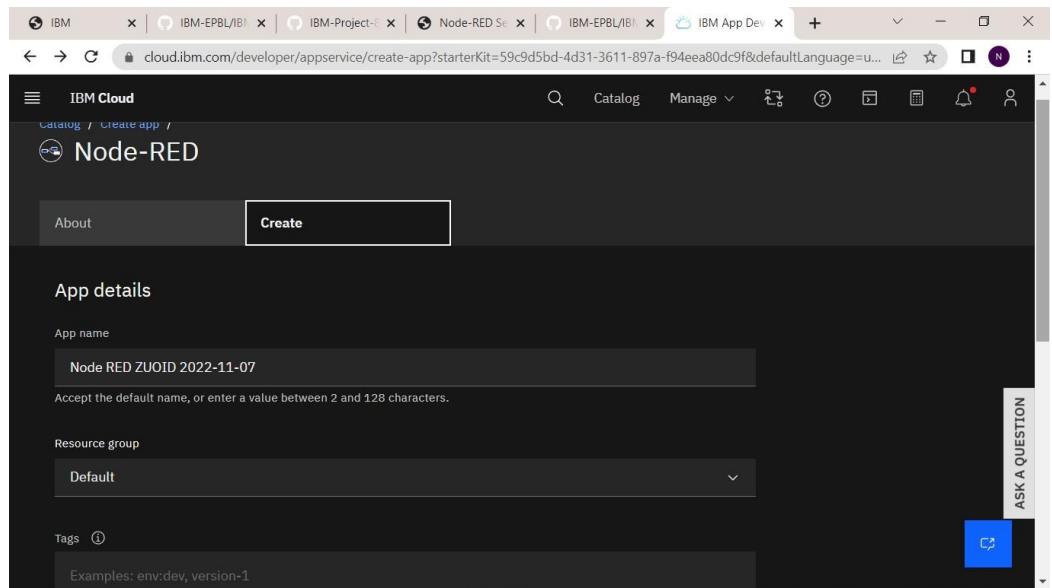 IBM
IBM-EPBL/IBM
IBM-Project-8
Node-RED Se
IBM-EPBL/IBM
IBM App Dev
cloud.ibm.com/developer/appservice/create-app?starterKit=59c9d5bd-4d31-3611-897a-f94eea80dc9f&defaultLanguage=u...
N
IBM Cloud
Catalog
Manage
Catalog / Create app /
Node-RED
About
Create
App details
App name
Node RED ZUOID 2022-11-07
Accept the default name, or enter a value between 2 and 128 characters.
Resource group
Default
Tags
Examples: env:dev, version-1
ASK A QUESTION